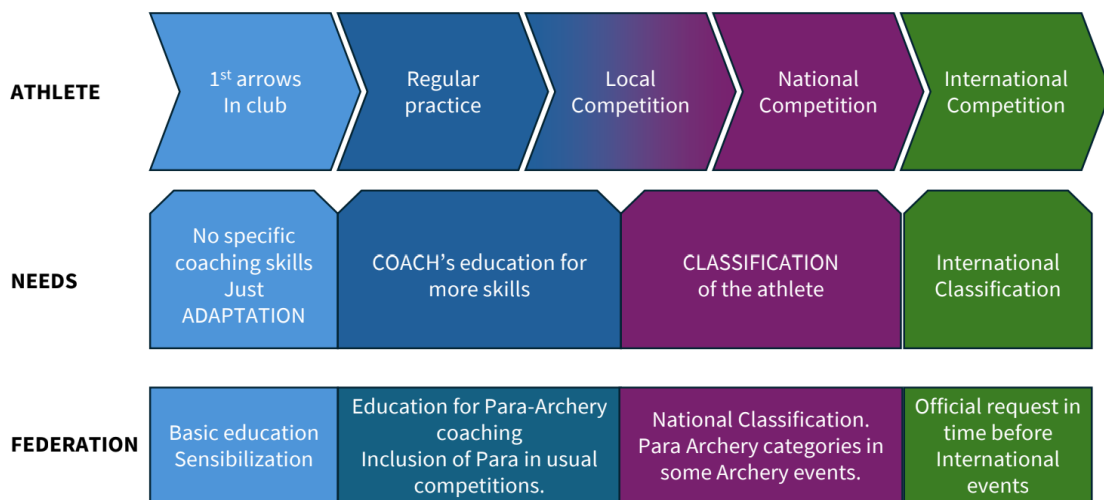 ATHLETE
1st arrows
In club
Regular
practice
Local
Competition
National
Competition
International
Competition
NEEDS
No specific
coaching skills
Just
ADAPTATION
COACH’s education for
more skills
CLASSIFICATION
of the athlete
International
Classification
FEDERATION
Basic education
Sensibilization
Education for Para-Archery
coaching
Inclusion of Para in usual
competitions.
National Classification.
Para Archery categories in
some Archery events.
Official request in
time before
International
events